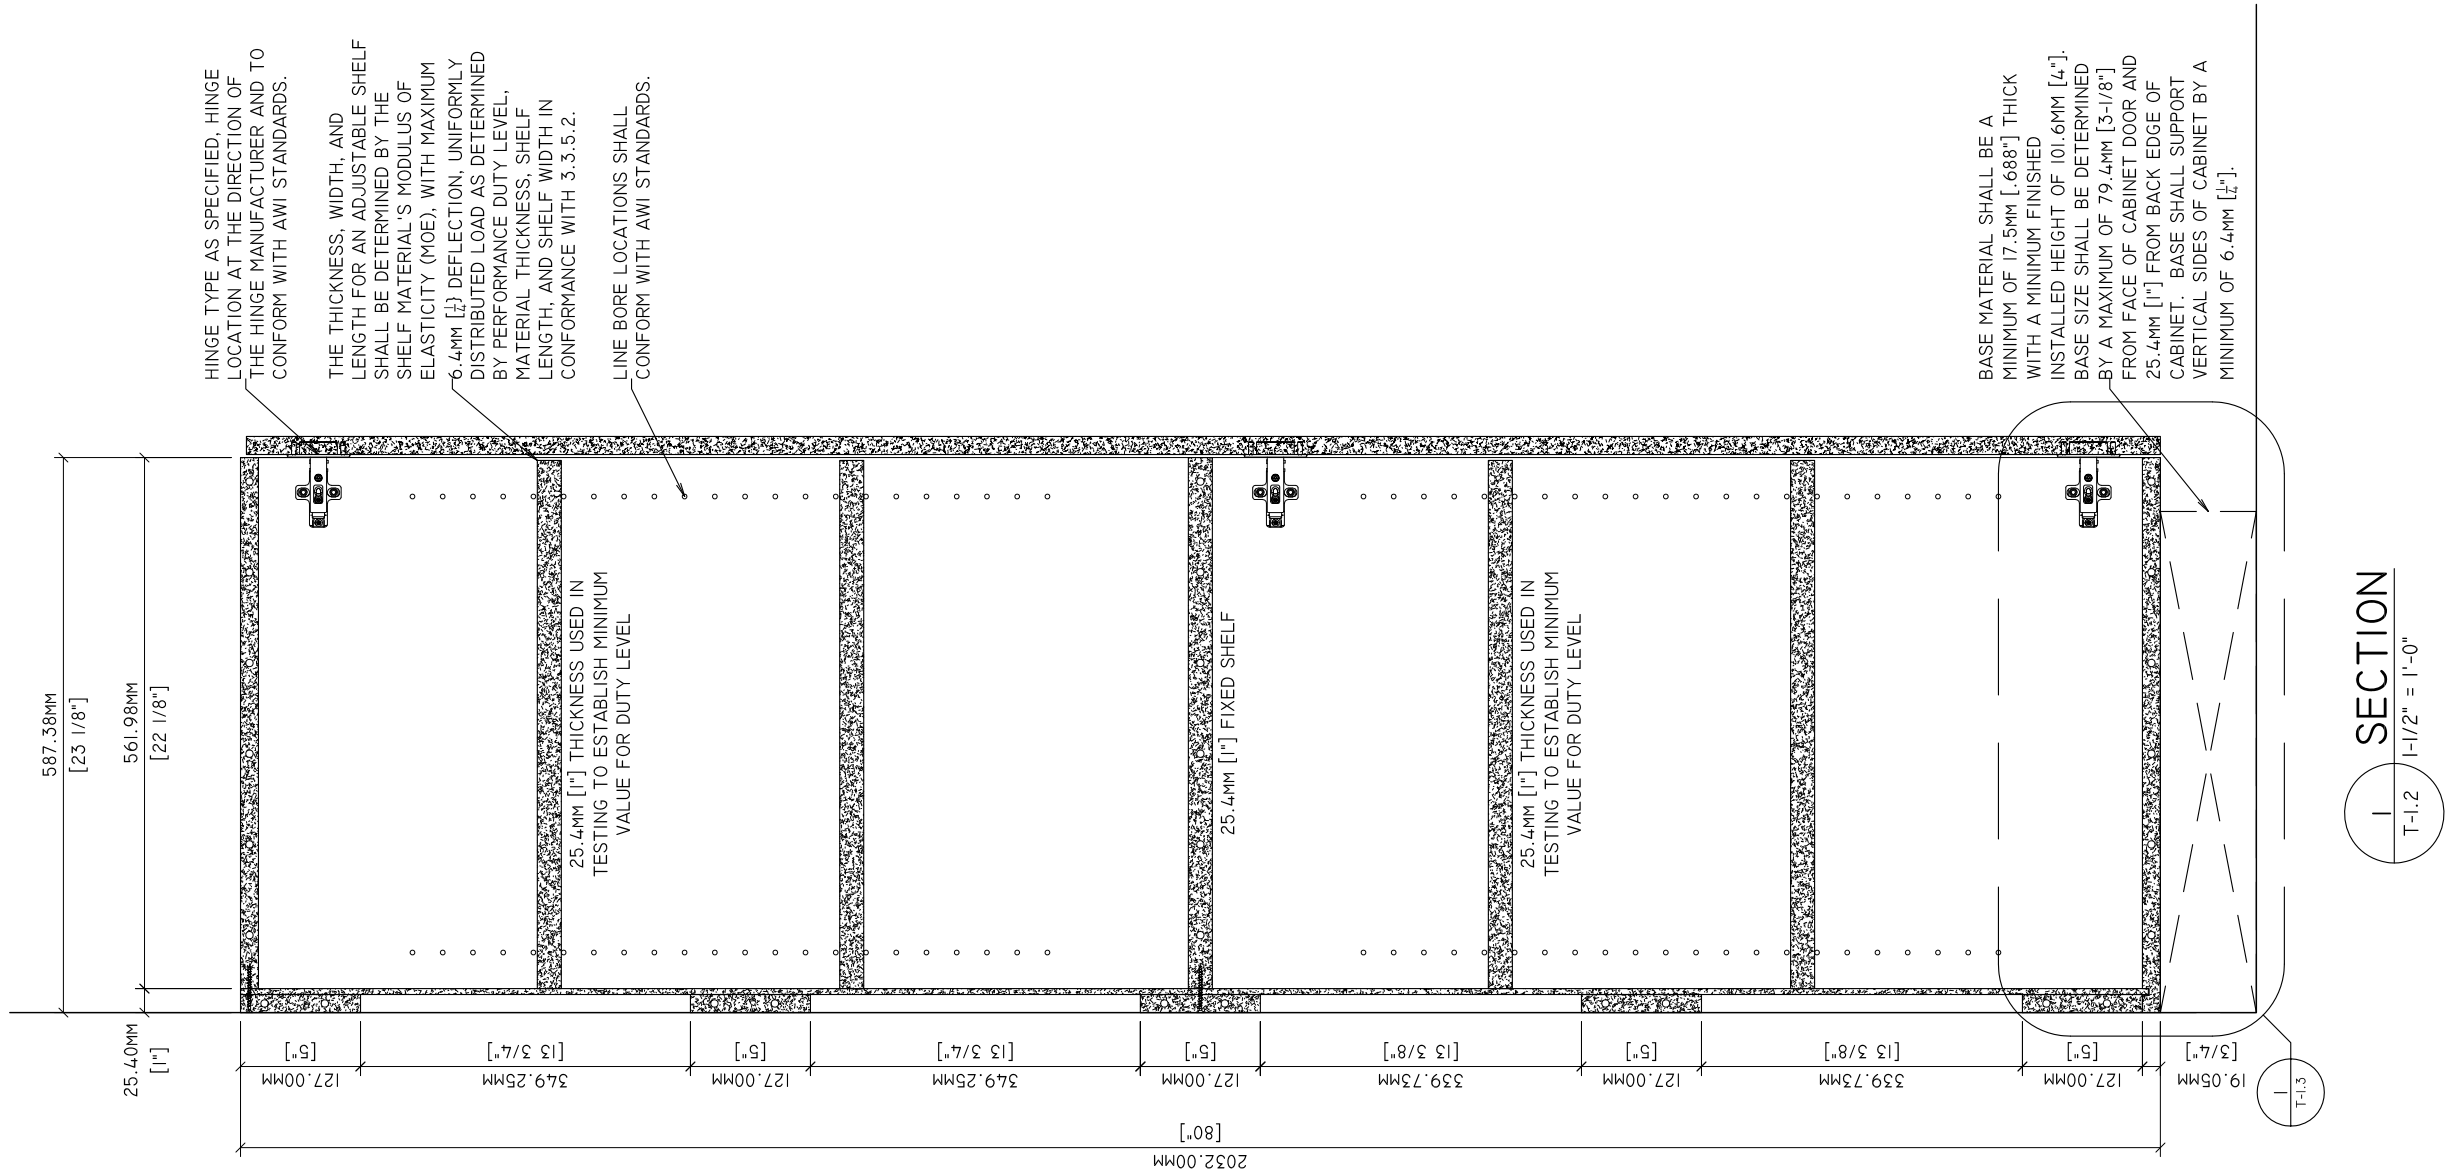 HINGE TYPE AS SPECIFIED, HINGE
LOCATION AT THE DIRECTION OF
THE HINGE MANUFACTURER AND TO
CONFORM WITH AWI STANDARDS.
THE THICKNESS, WIDTH, AND
LENGTH FOR AN ADJUSTABLE SHELF
SHALL BE DETERMINED BY THE
SHELF MATERIAL'S MODULUS OF
ELASTICITY (MOE), WITH MAXIMUM
6.4MM [1/4} DEFLECTION, UNIFORMLY
DISTRIBUTED LOAD AS DETERMINED
BY PERFORMANCE DUTY LEVEL,
MATERIAL THICKNESS, SHELF
LENGTH, AND SHELF WIDTH IN
CONFORMANCE WITH 3.3.5.2.
LINE BORE LOCATIONS SHALL
CONFORM WITH AWI STANDARDS.
BASE MATERIAL SHALL BE A
MINIMUM OF 17.5MM [.688"] THICK
WITH A MINIMUM FINISHED
INSTALLED HEIGHT OF 101.6MM [4"].
BASE SIZE SHALL BE DETERMINED
BY A MAXIMUM OF 79.4MM [3-1/8"]
FROM FACE OF CABINET DOOR AND
25.4MM [1"] FROM BACK EDGE OF
CABINET. BASE SHALL SUPPORT
VERTICAL SIDES OF CABINET BY A
MINIMUM OF 6.4MM [1/4"].
587.38MM
[23 1/8"]
561.98MM
[22 1/8"]
25.40MM
[1"]
25.4MM [1"] THICKNESS USED IN
TESTING TO ESTABLISH MINIMUM
VALUE FOR DUTY LEVEL
25.4MM [1"] FIXED SHELF
25.4MM [1"] THICKNESS USED IN
TESTING TO ESTABLISH MINIMUM
VALUE FOR DUTY LEVEL
127.00MM
[5"]
349.25MM
[13 3/4"]
127.00MM
[5"]
349.25MM
[13 3/4"]
127.00MM
[5"]
339.73MM
[13 3/8"]
127.00MM
[5"]
339.73MM
[13 3/8"]
127.00MM
[5"]
19.05MM
[3/4"]
2032.00MM
[80"]
1
T-1.3
1
T-1.2
SECTION
1-1/2" = 1'-0"